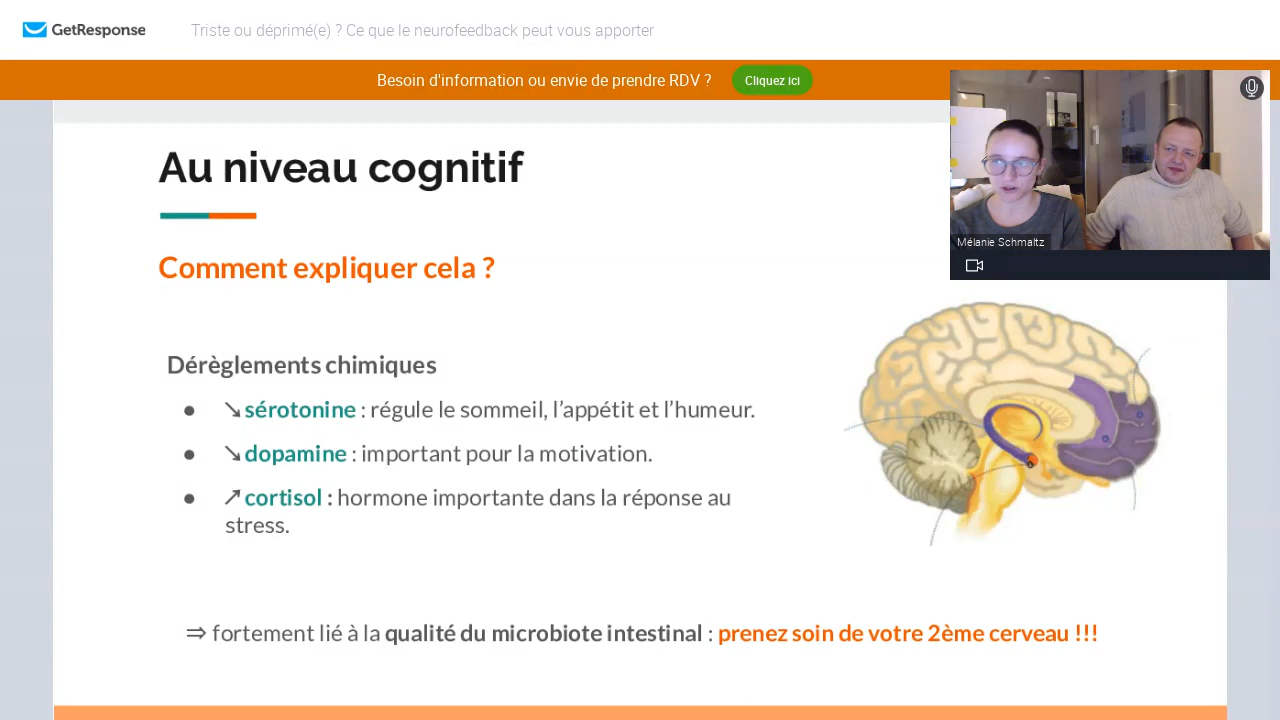 GetResponse
Triste ou déprimé(e) ? Ce que le neurofeedback peut vous apporter
Besoin d'information ou envie de prendre RDV ?
Cliquez ici
Mélanie Schmaltz
Au niveau cognitif
Comment expliquer cela ?
Dérèglements chimiques
● ↘ sérotonine : régule le sommeil, l’appétit et l’humeur.
● ↘ dopamine : important pour la motivation.
● ↗ cortisol : hormone importante dans la réponse au
stress.
⇒ fortement lié à la qualité du microbiote intestinal : prenez soin de votre 2ème cerveau !!!